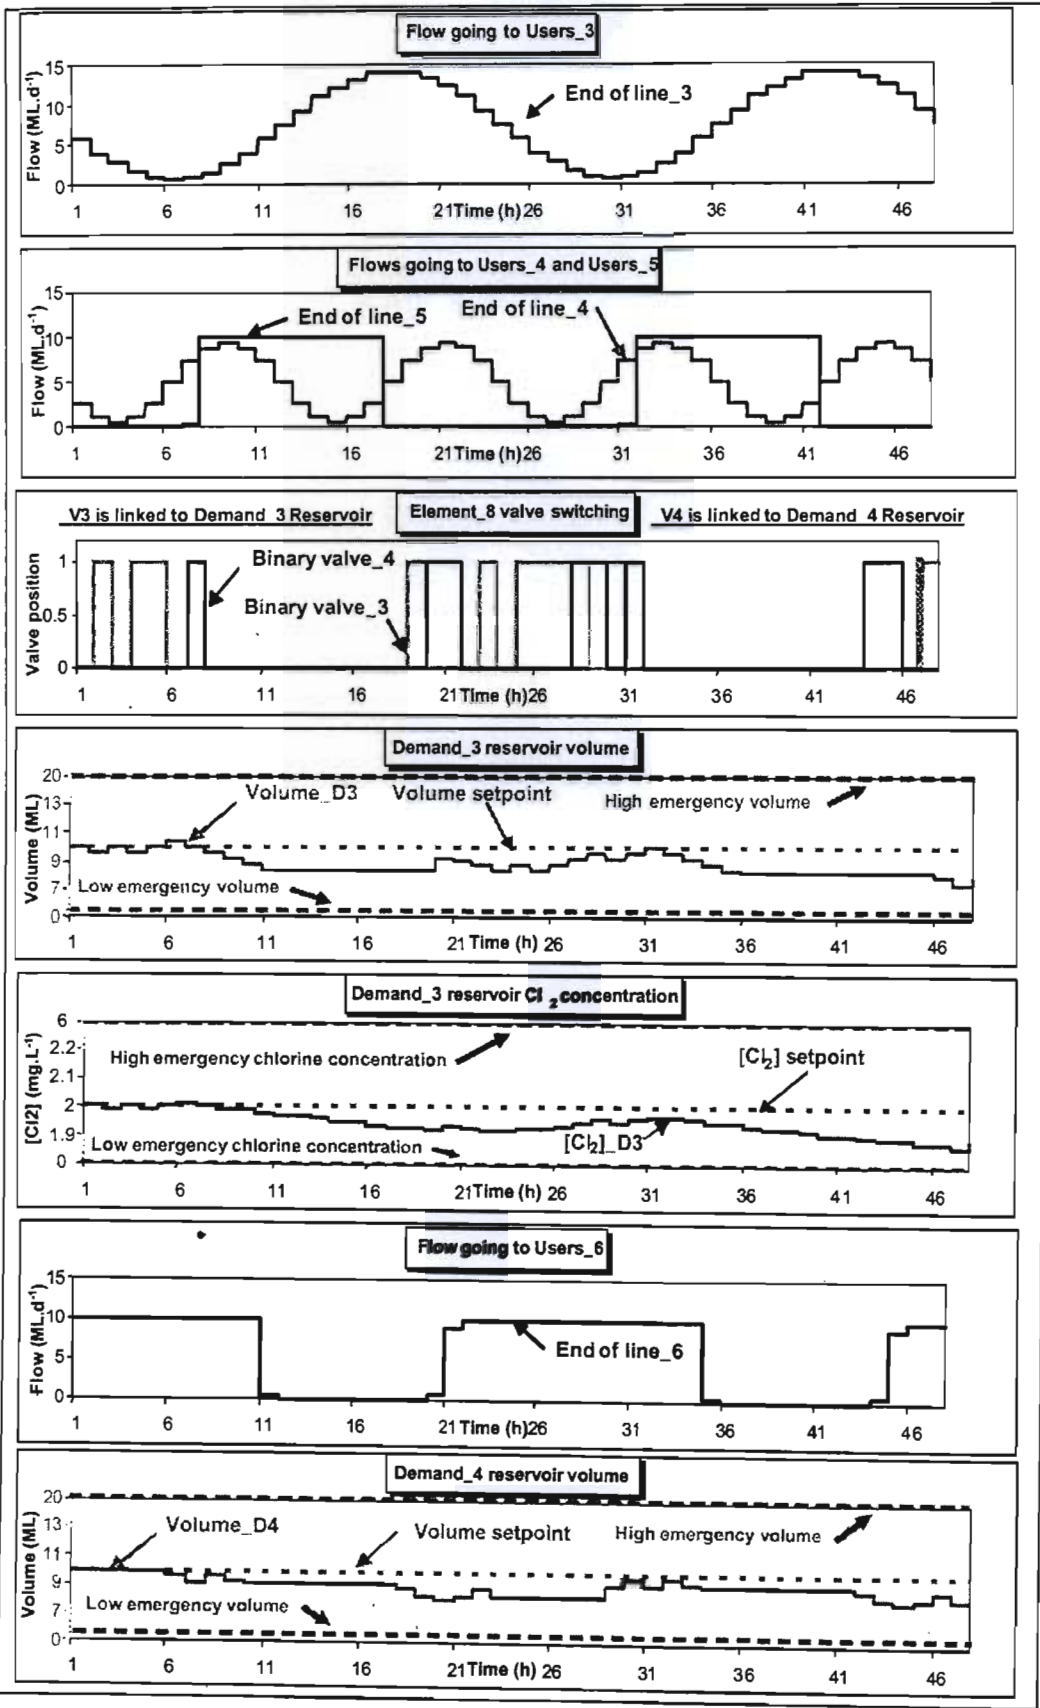 Flow going to Users_3
Flow (ML.d-1)
15
10
5
0
End of line_3
1 6 11 16 21 Time (h) 26 31 36 41 46
Flows going to Users_4 and Users_5
Flow (ML.d-1)
15
10
5
0
End of line_5
End of line_4
1 6 11 16 21 Time (h) 26 31 36 41 46
V3 is linked to Demand_3 Reservoir
Element_8 valve switching
V4 is linked to Demand_4 Reservoir
Valve position
1
0.5
0
Binary valve_4
Binary valve_3
1 6 11 16 21 Time (h) 26 31 36 41 46
Demand_3 reservoir volume
Volume (ML)
20
13
11
9
7
0
Volume_D3
Volume setpoint
High emergency volume
Low emergency volume
1 6 11 16 21 Time (h) 26 31 36 41 46
Demand_3 reservoir Cl2 concentration
[Cl2] (mg.L-1)
6
2.2
2.1
2
1.9
0
High emergency chlorine concentration
[Cl2] setpoint
Low emergency chlorine concentration
[Cl2]_D3
1 6 11 16 21 Time (h) 26 31 36 41 46
Flow going to Users_6
Flow (ML.d-1)
15
10
5
0
End of line_6
1 6 11 16 21 Time (h) 26 31 36 41 46
Demand_4 reservoir volume
Volume (ML)
20
13
11
9
7
0
Volume_D4
Volume setpoint
High emergency volume
Low emergency volume
1 6 11 16 21 Time (h) 26 31 36 41 46